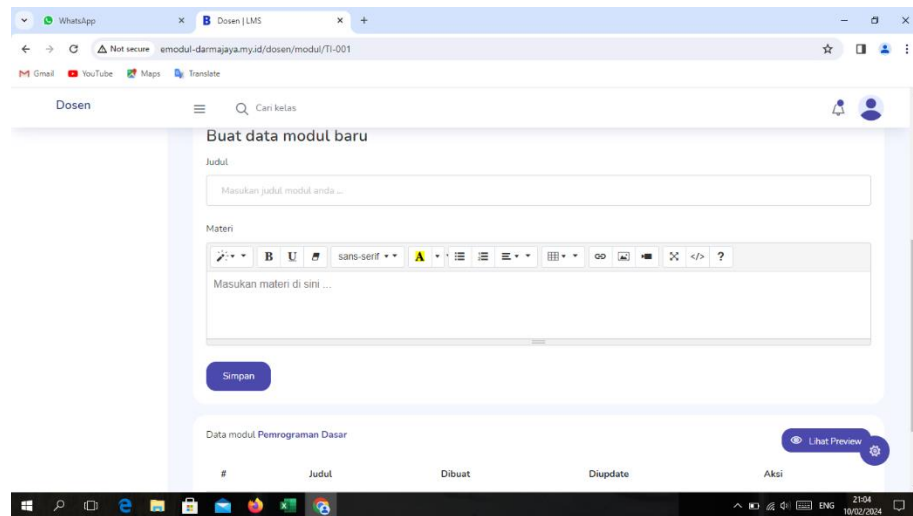 WhatsApp
B Dosen | LMS
Not secure emodul-darmajaya.my.id/dosen/modul/TI-001
Gmail YouTube Maps Translate
Dosen
Cari kelas
Buat data modul baru
Judul
Masukan judul modul anda ...
Materi
B U sans-serif A </> ?
Masukan materi di sini ...
Simpan
Data modul Pemrograman Dasar
Lihat Preview
# Judul Dibuat Diupdate Aksi
ENG 21:04
10/02/2024